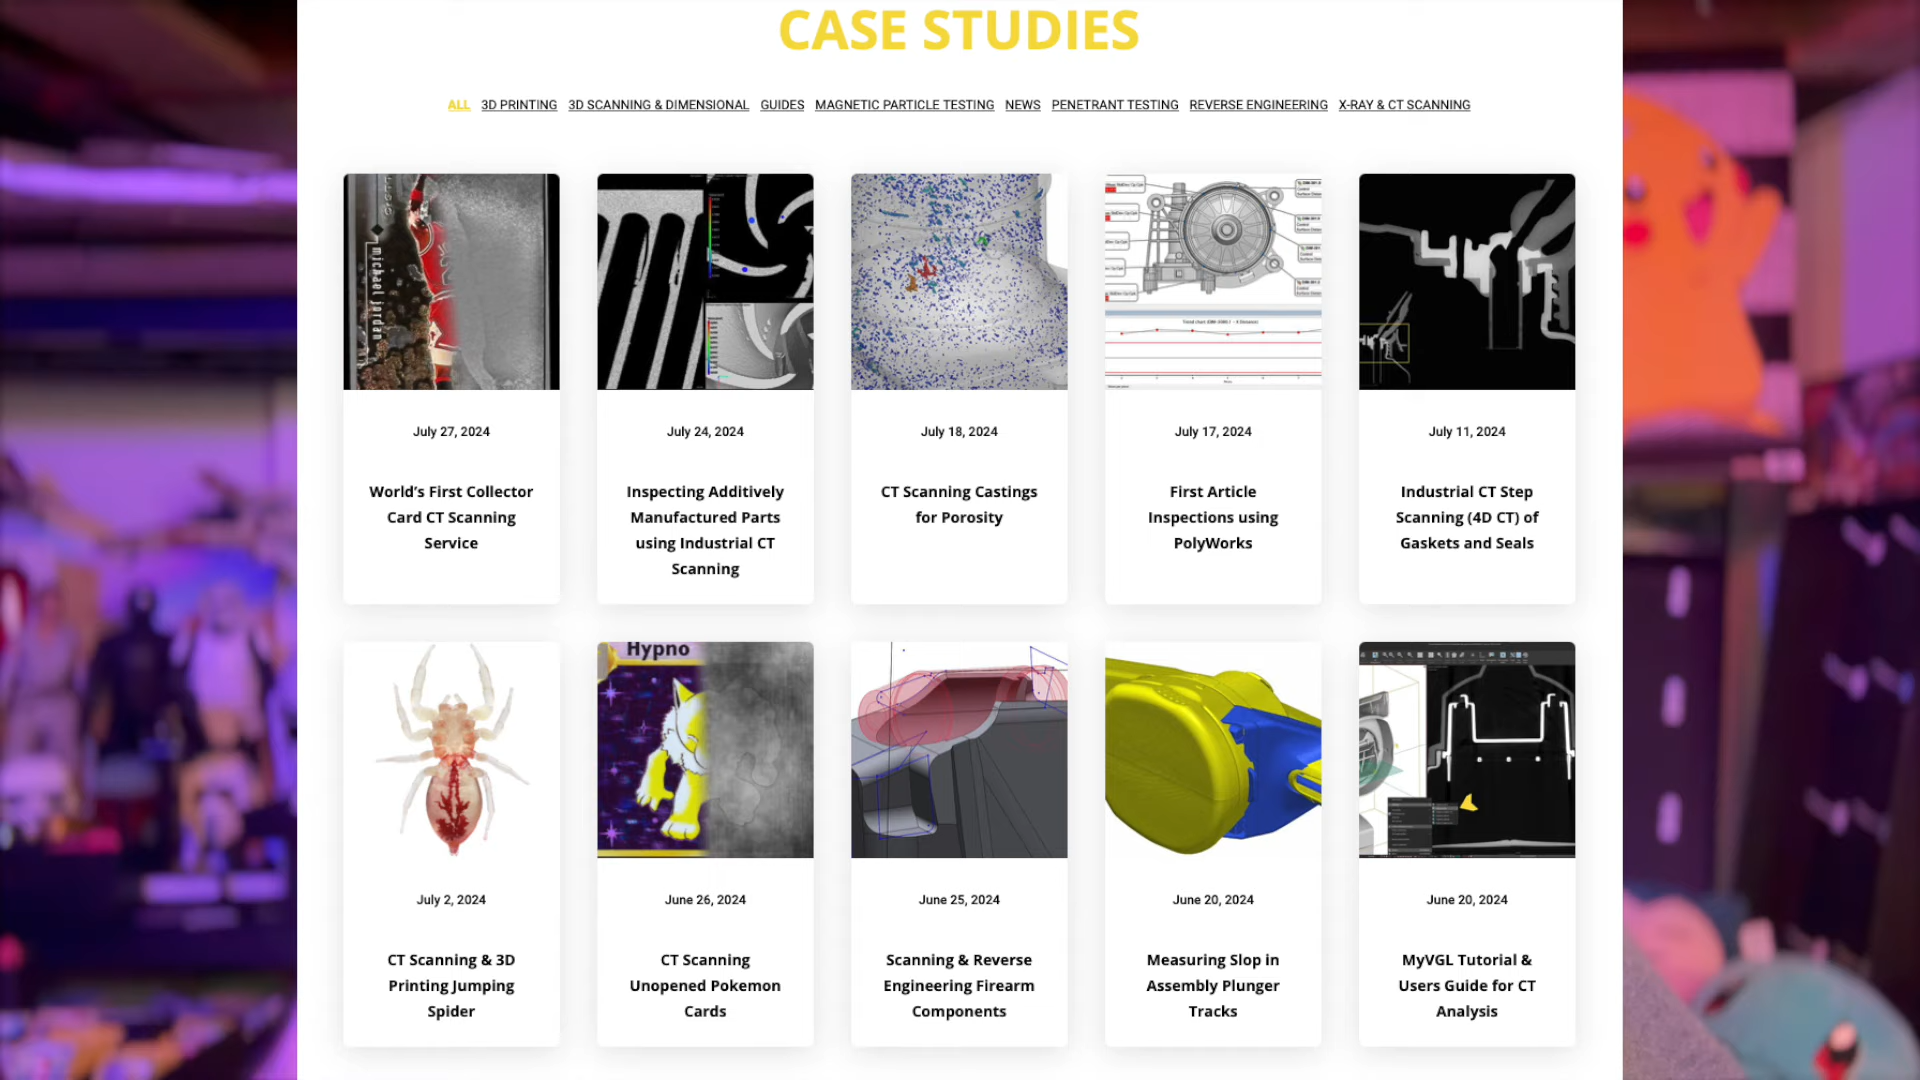 CASE STUDIES
ALL 3D PRINTING 3D SCANNING & DIMENSIONAL GUIDES MAGNETIC PARTICLE TESTING NEWS PENETRANT TESTING REVERSE ENGINEERING X-RAY & CT SCANNING
michael jordan
July 27, 2024
World’s First Collector
Card CT Scanning
Service
July 24, 2024
Inspecting Additively
Manufactured Parts
using Industrial CT
Scanning
July 18, 2024
CT Scanning Castings
for Porosity
July 17, 2024
First Article
Inspections using
PolyWorks
July 11, 2024
Industrial CT Step
Scanning (4D CT) of
Gaskets and Seals
July 2, 2024
CT Scanning & 3D
Printing Jumping
Spider
Hypno
June 26, 2024
CT Scanning
Unopened Pokemon
Cards
June 25, 2024
Scanning & Reverse
Engineering Firearm
Components
June 20, 2024
Measuring Slop in
Assembly Plunger
Tracks
June 20, 2024
MyVGL Tutorial &
Users Guide for CT
Analysis